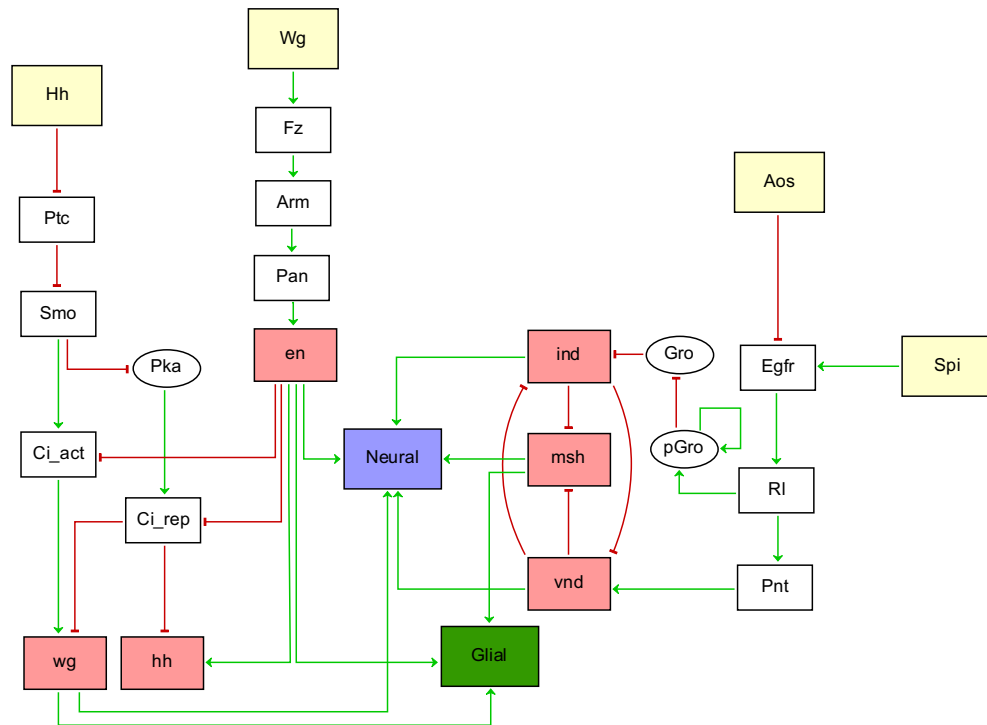 Wg
Hh
Fz
Aos
Arm
Ptc
Pan
Smo
en
Pka
ind
Gro
Egfr
Spi
Ci_act
Neural
msh
pGro
Rl
Ci_rep
vnd
Pnt
wg
hh
Glial